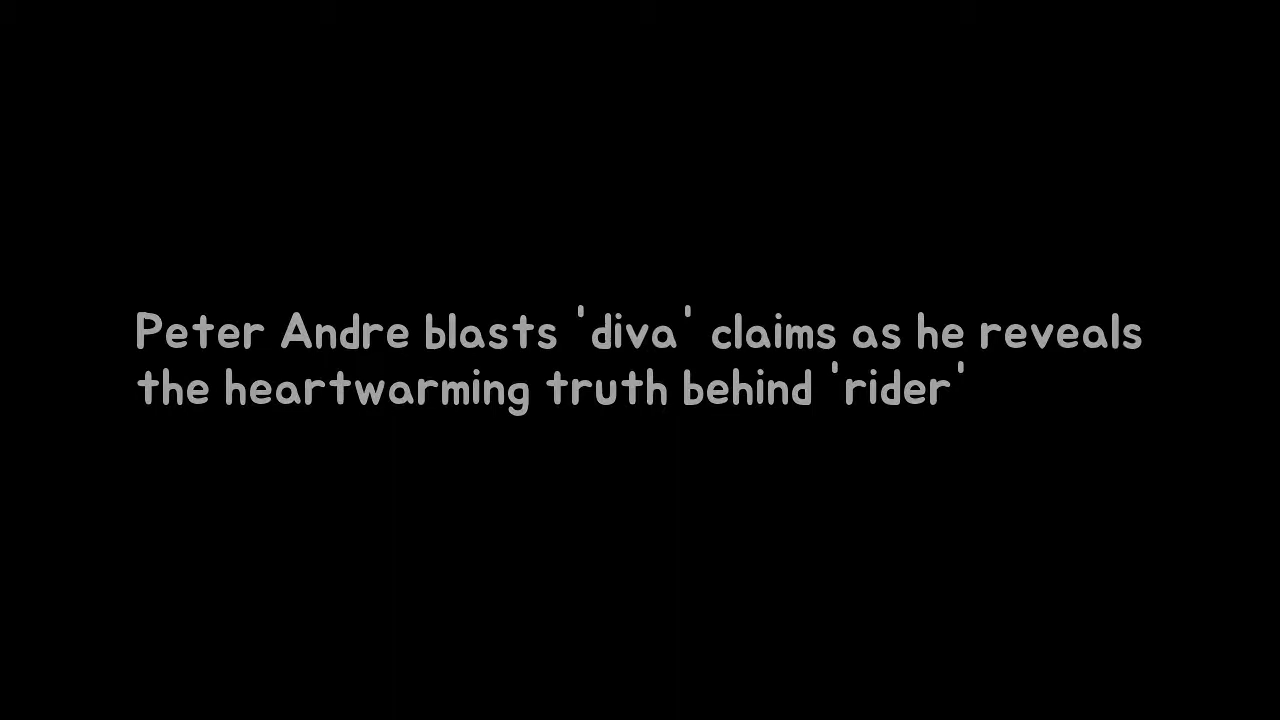 Peter Andre blasts 'diva' claims as he reveals
the heartwarming truth behind 'rider'